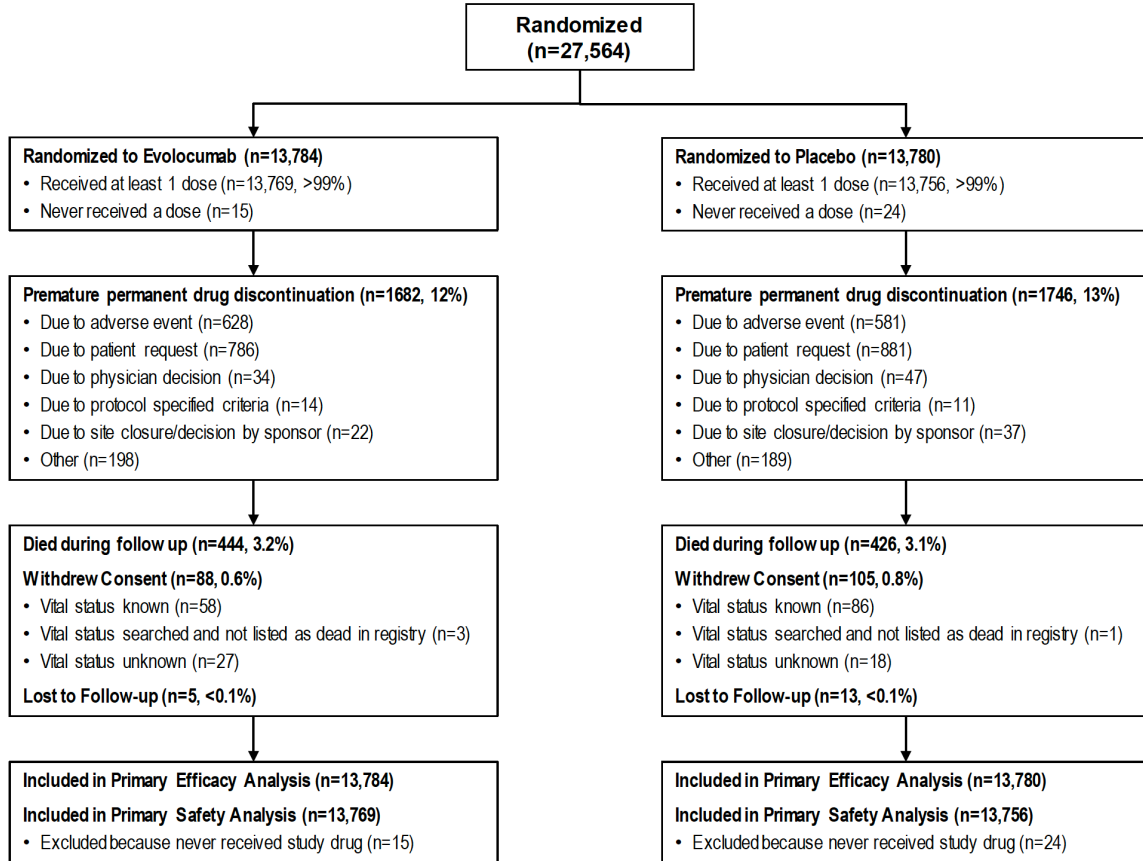 Randomized
(n=27,564)
Randomized to Evolocumab (n=13,784)
• Received at least 1 dose (n=13,769, >99%)
• Never received a dose (n=15)
Randomized to Placebo (n=13,780)
• Received at least 1 dose (n=13,756, >99%)
• Never received a dose (n=24)
Premature permanent drug discontinuation (n=1682, 12%)
• Due to adverse event (n=628)
• Due to patient request (n=786)
• Due to physician decision (n=34)
• Due to protocol specified criteria (n=14)
• Due to site closure/decision by sponsor (n=22)
• Other (n=198)
Premature permanent drug discontinuation (n=1746, 13%)
• Due to adverse event (n=581)
• Due to patient request (n=881)
• Due to physician decision (n=47)
• Due to protocol specified criteria (n=11)
• Due to site closure/decision by sponsor (n=37)
• Other (n=189)
Died during follow up (n=444, 3.2%)
Withdrew Consent (n=88, 0.6%)
• Vital status known (n=58)
• Vital status searched and not listed as dead in registry (n=3)
• Vital status unknown (n=27)
Lost to Follow-up (n=5, <0.1%)
Died during follow up (n=426, 3.1%)
Withdrew Consent (n=105, 0.8%)
• Vital status known (n=86)
• Vital status searched and not listed as dead in registry (n=1)
• Vital status unknown (n=18)
Lost to Follow-up (n=13, <0.1%)
Included in Primary Efficacy Analysis (n=13,784)
Included in Primary Safety Analysis (n=13,769)
• Excluded because never received study drug (n=15)
Included in Primary Efficacy Analysis (n=13,780)
Included in Primary Safety Analysis (n=13,756)
• Excluded because never received study drug (n=24)